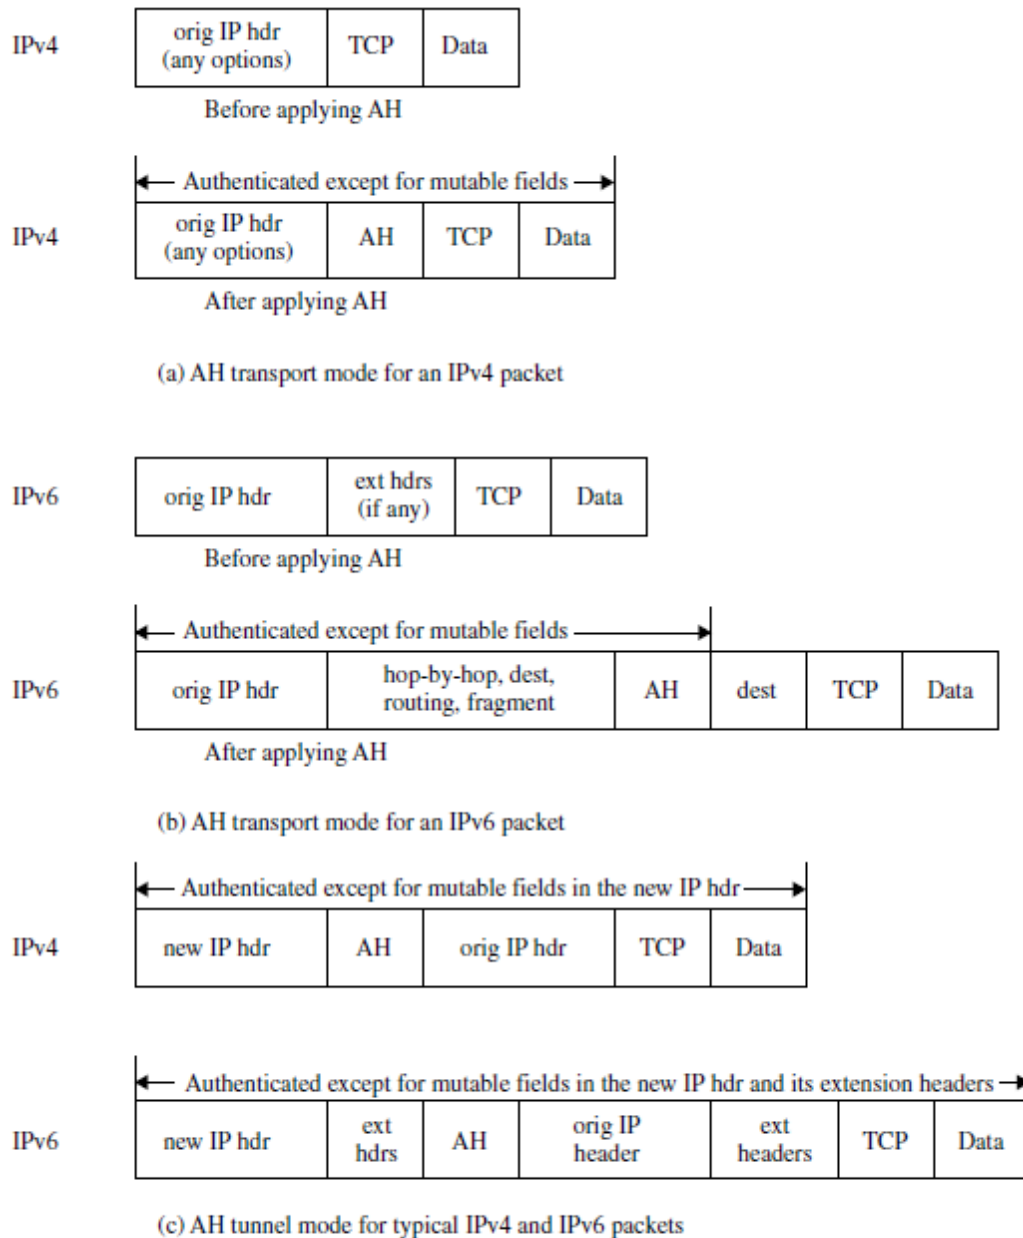 IPv4
orig IP hdr
(any options)
TCP
Data
Before applying AH
Authenticated except for mutable fields
IPv4
orig IP hdr
(any options)
AH
TCP
Data
After applying AH
(a) AH transport mode for an IPv4 packet
IPv6
orig IP hdr
ext hdrs
(if any)
TCP
Data
Before applying AH
Authenticated except for mutable fields
IPv6
orig IP hdr
hop-by-hop, dest,
routing, fragment
AH
dest
TCP
Data
After applying AH
(b) AH transport mode for an IPv6 packet
Authenticated except for mutable fields in the new IP hdr
IPv4
new IP hdr
AH
orig IP hdr
TCP
Data
Authenticated except for mutable fields in the new IP hdr and its extension headers
IPv6
new IP hdr
ext
hdrs
AH
orig IP
header
ext
headers
TCP
Data
(c) AH tunnel mode for typical IPv4 and IPv6 packets